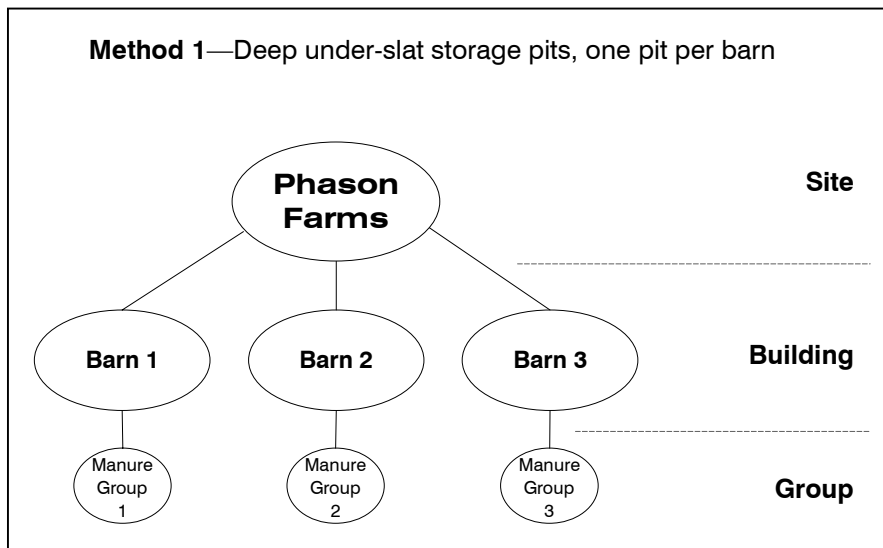 Method 1—Deep under-slat storage pits, one pit per barn
Phason
Farms
Site
Barn 1
Barn 2
Barn 3
Building
Manure
Group
1
Manure
Group
2
Manure
Group
3
Group